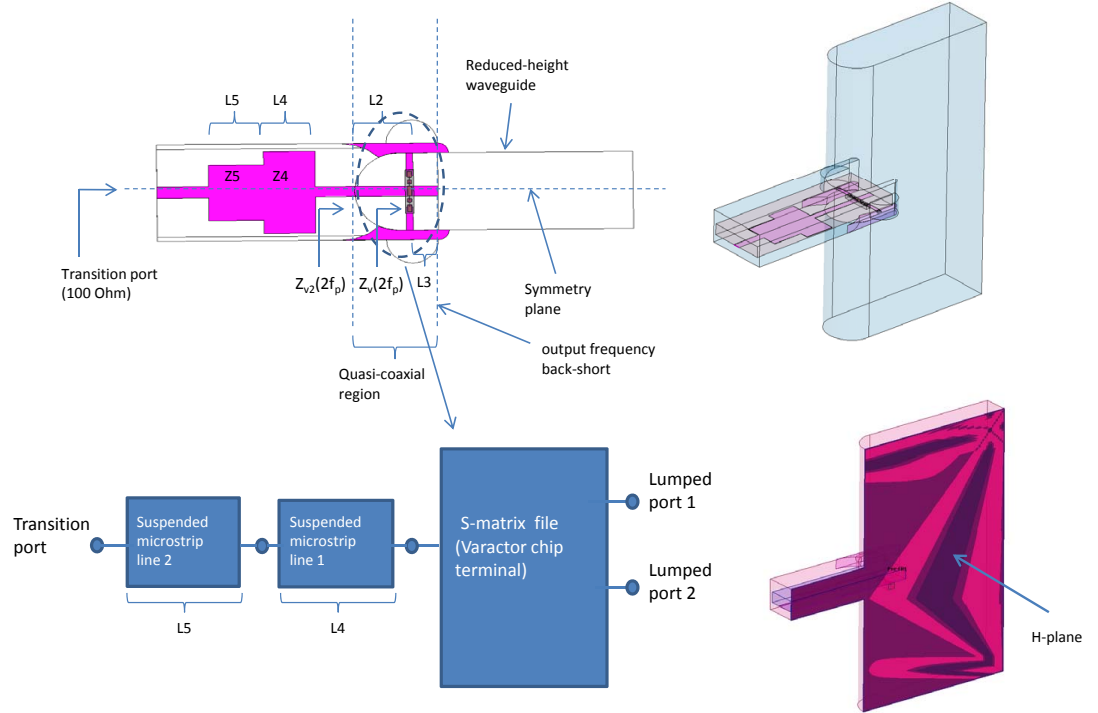 Reduced-height
waveguide
L5
L4
L2
Z5
Z4
Transition port
(100 Ohm)
Zv2(2fp)
Zv(2fp)
L3
Symmetry
plane
output frequency
back-short
Quasi-coaxial
region
Transition
port
Suspended
microstrip
line 2
Suspended
microstrip
line 1
S-matrix file
(Varactor chip
terminal)
Lumped
port 1
Lumped
port 2
L5
L4
H-plane